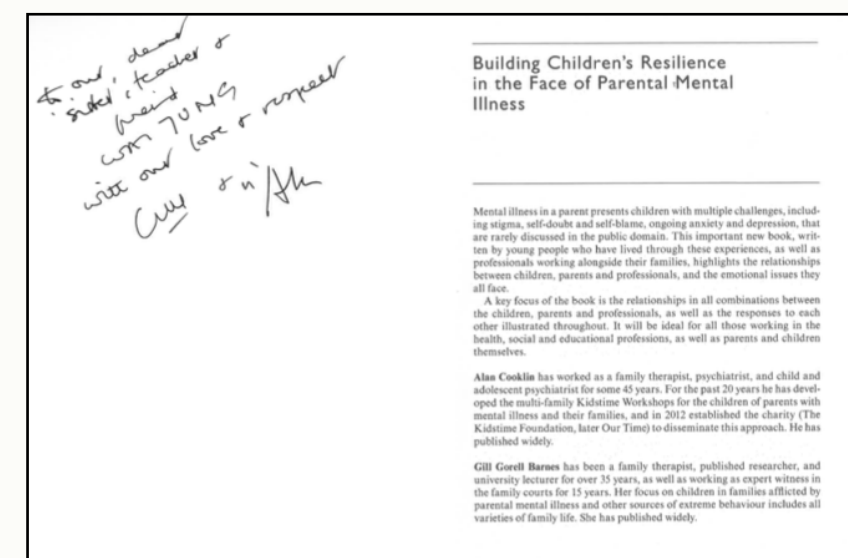 to our, dear
sister, teacher &
friend
with our love & respect
Building Children's Resilience
in the Face of Parental Mental
Illness
Mental illness in a parent presents children with multiple challenges, includ-
ing stigma, self-doubt and self-blame, ongoing anxiety and depression, that
are rarely discussed in the public domain. This important new book, writ-
ten by young people who have lived through these experiences, as well as
professionals working alongside their families, highlights the relationships
between children, parents and professionals, and the emotional issues they
all face.
A key focus of the book is the relationships in all combinations between
the children, parents and professionals, as well as the responses to each
other illustrated throughout. It will be ideal for all those working in the
health, social and educational professions, as well as parents and children
themselves.
Alan Cooklin has worked as a family therapist, psychiatrist, and child and
adolescent psychiatrist for some 45 years. For the past 20 years he has devel-
oped the multi-family Kidstime Workshops for the children of parents with
mental illness and their families, and in 2012 established the charity (The
Kidstime Foundation, later Our Time) to disseminate this approach. He has
published widely.
Gill Gorell Barnes has been a family therapist, published researcher, and
university lecturer for over 35 years, as well as working as expert witness in
the family courts for 15 years. Her focus on children in families afflicted by
parental mental illness and other sources of extreme behaviour includes all
varieties of family life. She has published widely.